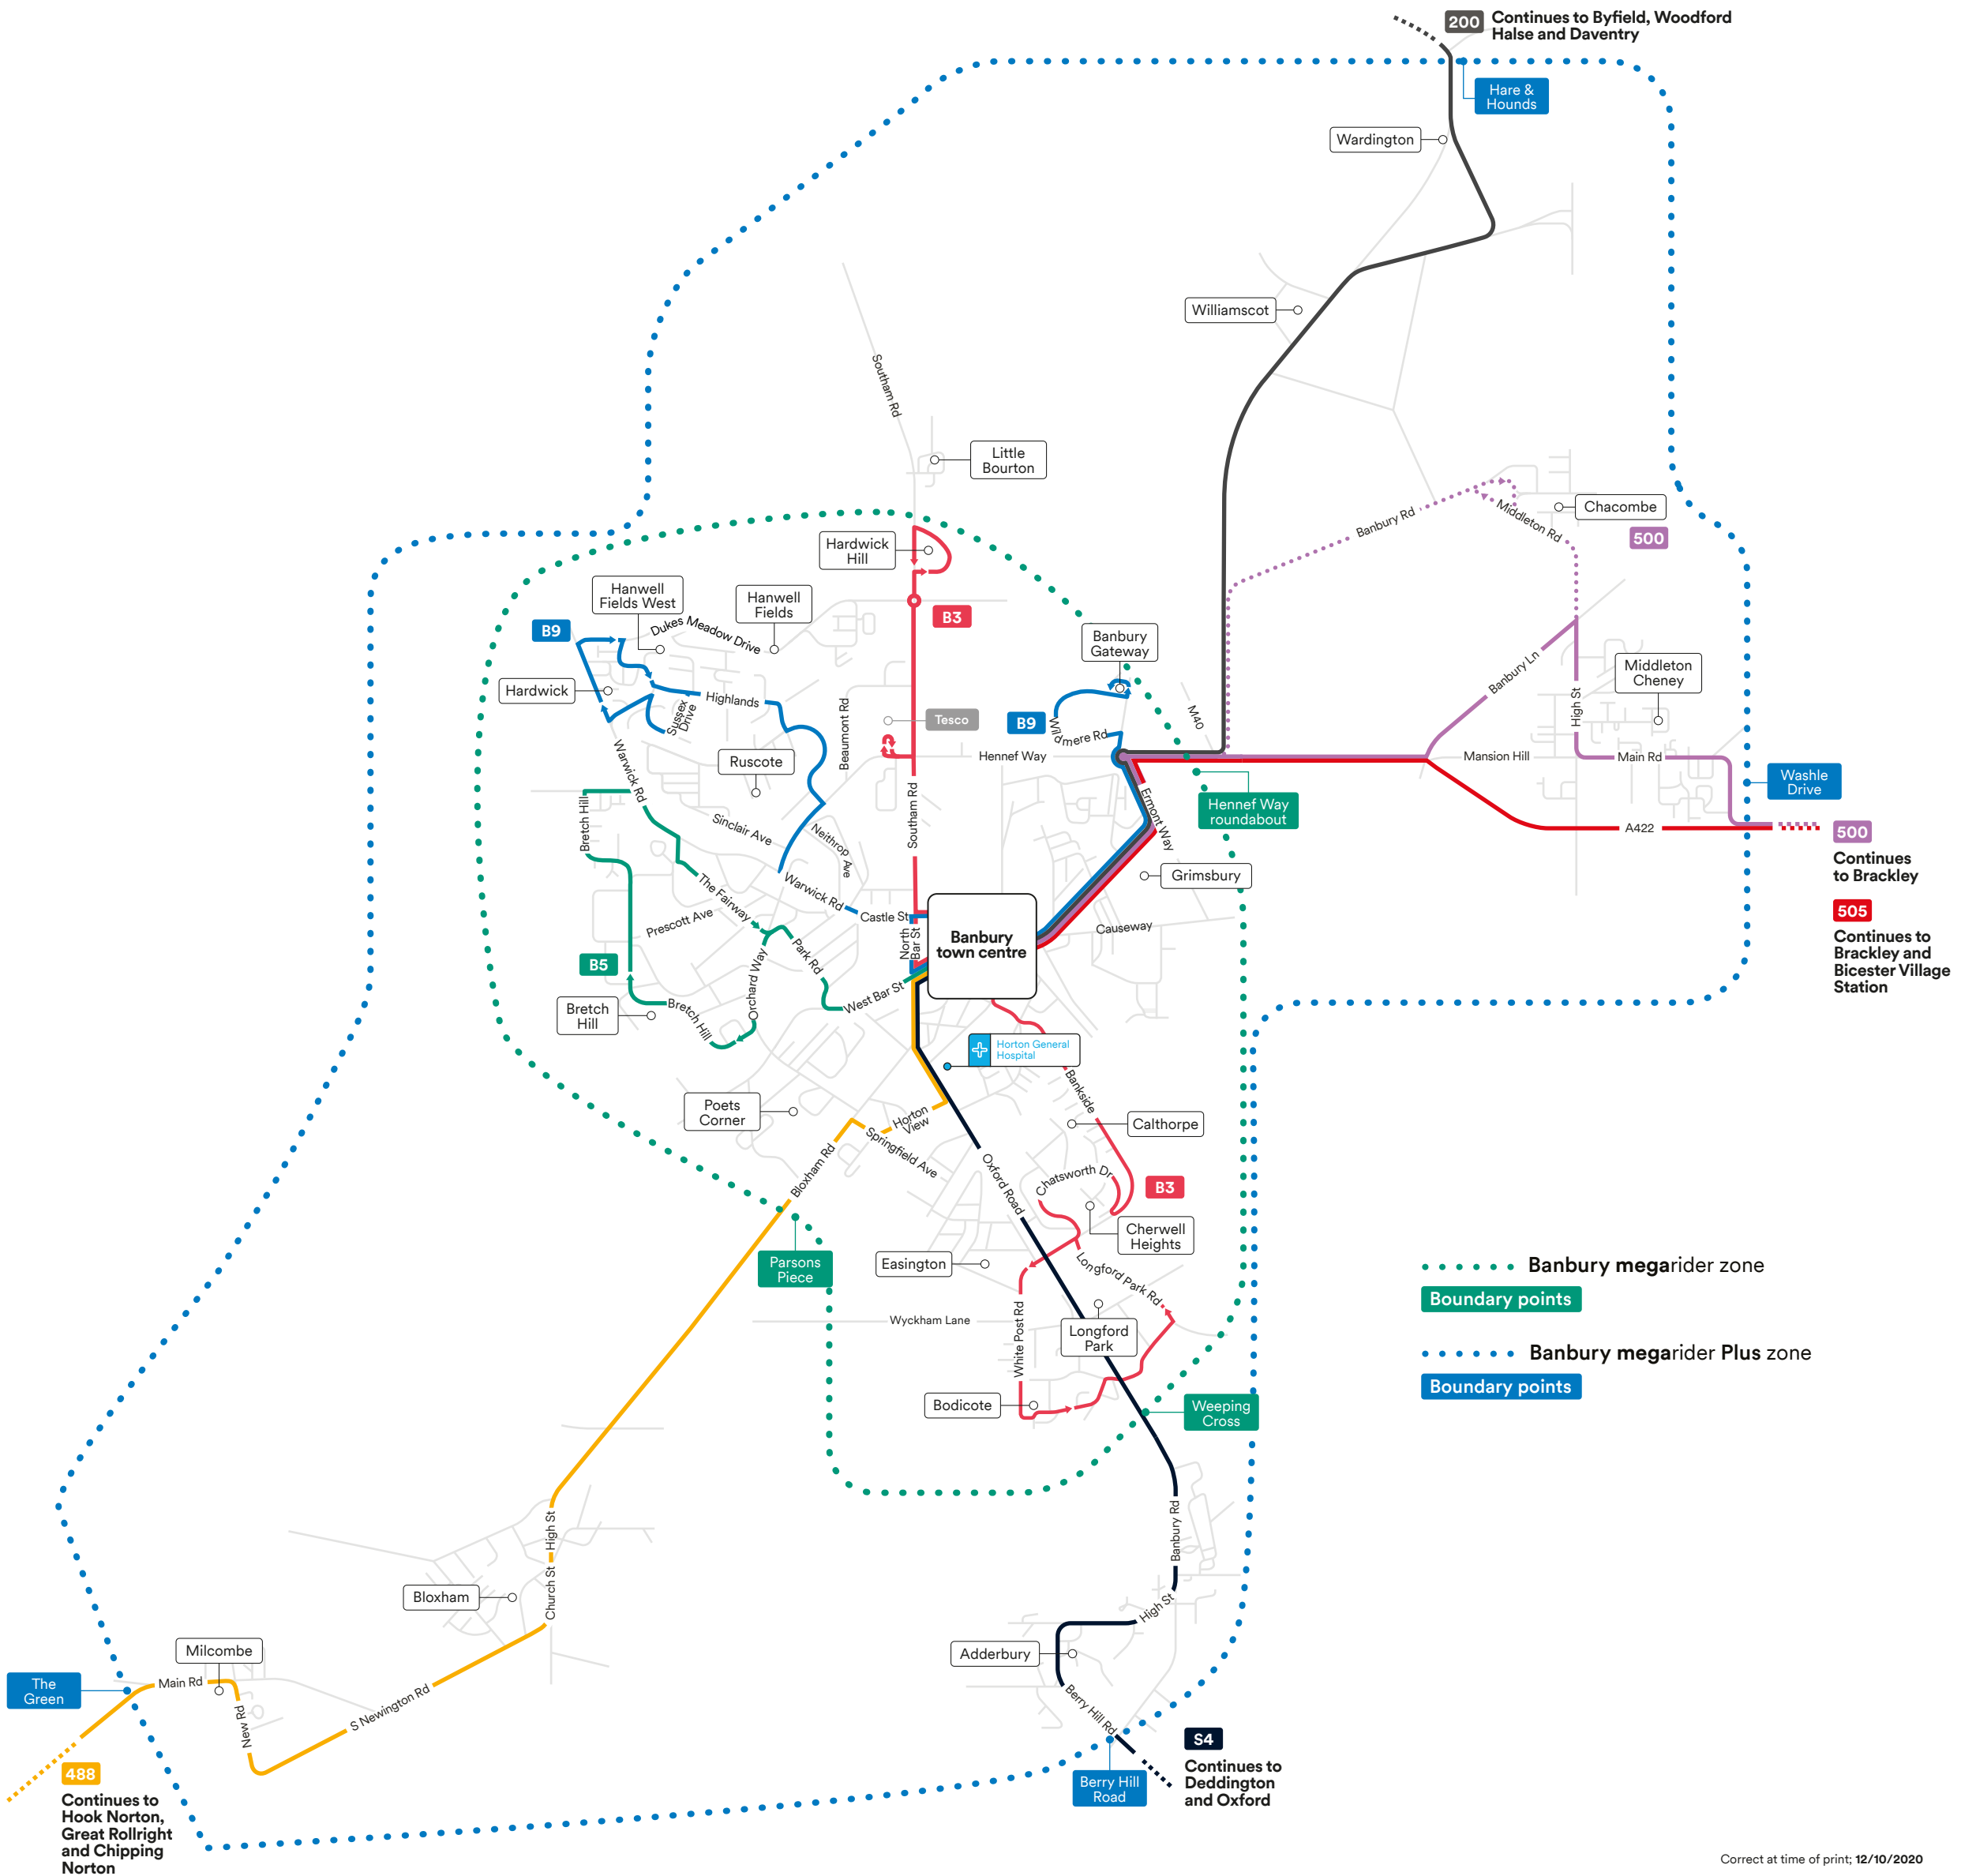 200
Continues to Byfield, Woodford
Halse and Daventry
Hare &
Hounds
Wardington
Williamscot
Southam Rd
Little
Bourton
Chacombe
Banbury Rd
Middleton Rd
500
Hardwick
Hill
Hanwell
Fields West
Hanwell
Fields
B3
B9
Dukes Meadow Drive
Banbury
Gateway
Middleton
Cheney
Hardwick
Highlands
Sussex
Drive
Beaumont Rd
Tesco
B9
Wildmere Rd
M40
Banbury Ln
High St
Warwick Rd
Ruscote
Hennef Way
Mansion Hill
Main Rd
Washle
Drive
Bretch Hill
Sinclair Ave
Neithrop Ave
Southam Rd
Ermont Way
Hennef Way
roundabout
A422
500
Continues
to Brackley
Grimsbury
The Fairway
Warwick Rd
Castle St
Prescott Ave
North
Bar St
Banbury
town centre
Causeway
505
Continues to
Brackley and
Bicester Village
Station
B5
Orchard Way
Park Rd
West Bar St
Bretch
Hill
Bretch Hill
Horton General
Hospital
Bankside
Poets
Corner
Horton
View
Springfield Ave
Calthorpe
Bloxham Rd
Oxford Road
Chatsworth Dr
B3
Cherwell
Heights
Parsons
Piece
Easington
Longford Park Rd
Banbury megarider zone
Boundary points
Wyckham Lane
White Post Rd
Longford
Park
Banbury megarider Plus zone
Boundary points
Bodicote
Weeping
Cross
High St
Church St
Banbury Rd
Bloxham
High St
Milcombe
Adderbury
The
Green
Main Rd
New Rd
S Newington Rd
Berry Hill Rd
S4
Continues to
Deddington
and Oxford
Berry Hill
Road
488
Continues to
Hook Norton,
Great Rollright
and Chipping
Norton
Correct at time of print; 12/10/2020